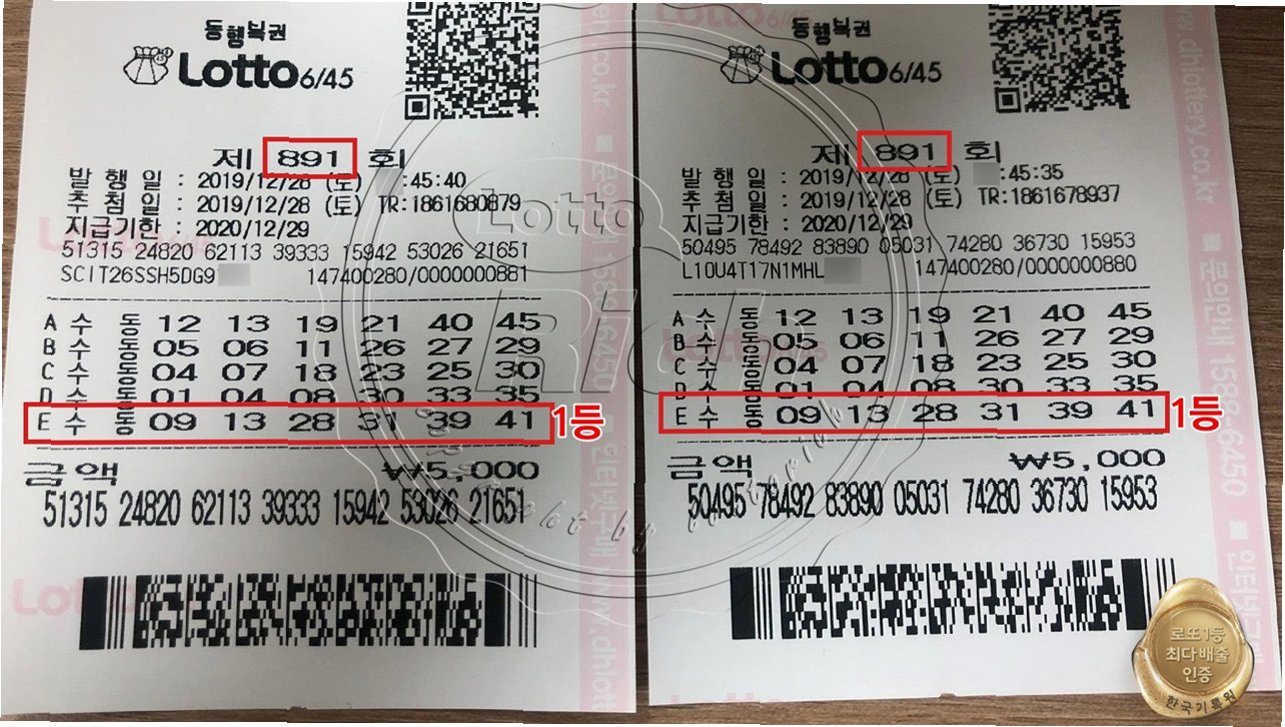 동행복권
Lotto 6/45
제 891 회
발 행 일 : 2019/12/28 (토) :45:40
추 첨 일 : 2019/12/28 (토) TR:1861680879
지급기한 : 2020/12/29
51315 24820 62113 39333 15942 53026 21651
SCIT26SSH5DG9
147400280/0000000881
A 수 동 12 13 19 21 40 45
B 수 동 05 06 11 26 27 29
C 수 동 04 07 18 23 25 30
D 수 동 01 04 08 30 33 35
E 수 동 09 13 28 31 39 41 1등
금액 ₩5,000
51315 24820 62113 39333 15942 53026 21651
동행복권
Lotto 6/45
제 891 회
발 행 일 : 2019/12/28 (토) :45:35
추 첨 일 : 2019/12/28 (토) TR:1861678937
지급기한 : 2020/12/29
50495 78492 83890 05031 74280 36730 15953
L10U4T17N1MHL
147400280/0000000880
A 수 동 12 13 19 21 40 45
B 수 동 05 06 11 26 27 29
C 수 동 04 07 18 23 25 30
D 수 동 01 04 08 30 33 35
E 수 동 09 13 28 31 39 41 1등
금액 ₩5,000
50495 78492 83890 05031 74280 36730 15953
Lotto
Rich
로또1등
최다배출
인증
한국기록원
www.dhlottery.co.kr
1588-6450